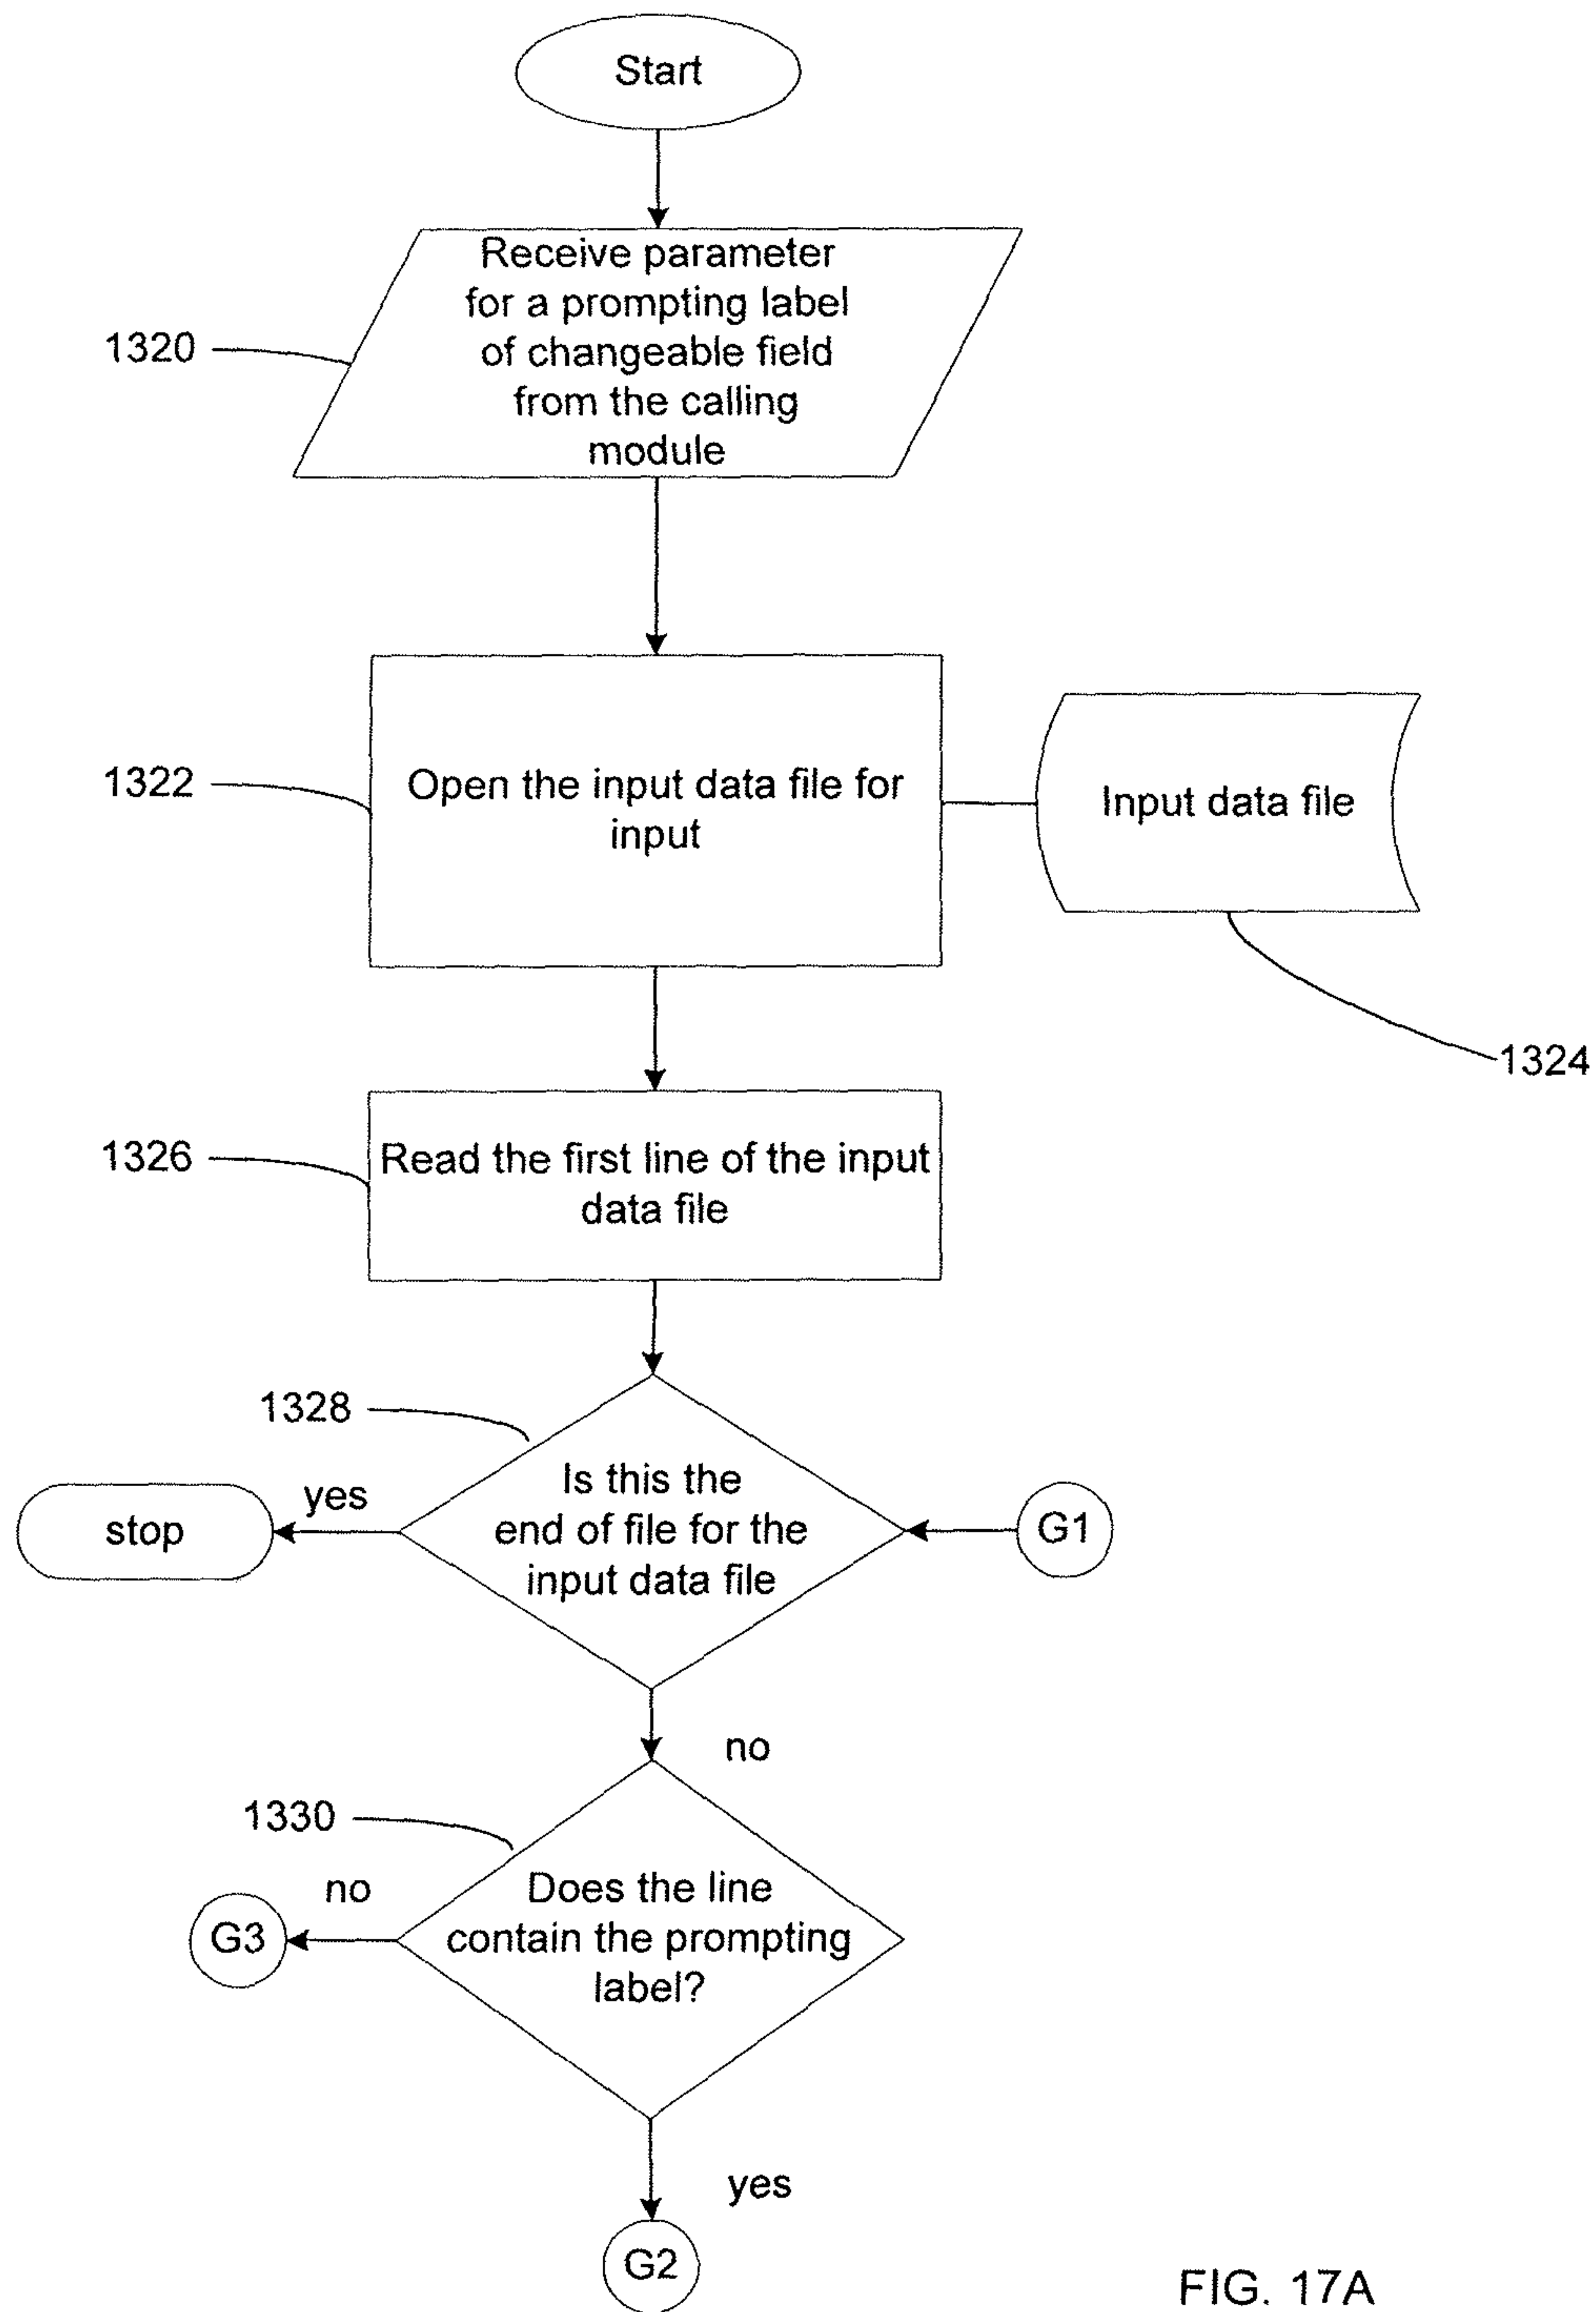 Start
Receive parameter
for a prompting label
of changeable field
from the calling
module
1320
Open the input data file for
input
1322
Input data file
1324
Read the first line of the input
data file
1326
1328
Is this the
end of file for the
input data file
yes
stop
G1
no
1330
Does the line
contain the prompting
label?
no
G3
yes
G2
FIG. 17A